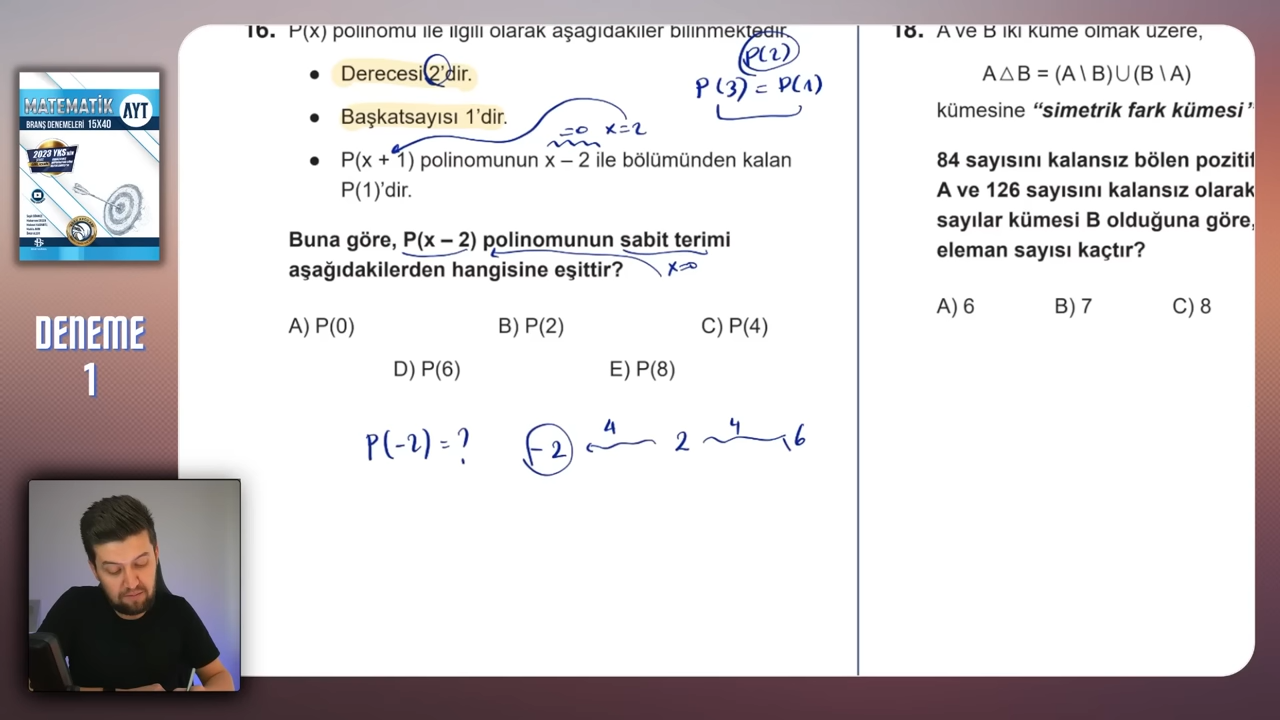 MATEMATİK AYT
BRANŞ DENEMELERİ 15X40
2023 YKS'NİN
DENEME
1
16. P(x) polinomu ile ilgili olarak aşağıdakiler bilinmektedir.
• Derecesi 2'dir.
• Başkatsayısı 1'dir.
• P(x + 1) polinomunun x – 2 ile bölümünden kalan
P(1)'dir.
P(2)
P(3) = P(1)
=0 x=2
Buna göre, P(x – 2) polinomunun sabit terimi
aşağıdakilerden hangisine eşittir?
x=0
A) P(0) B) P(2) C) P(4)
D) P(6) E) P(8)
P(-2) = ? -2 4 2 4 6
18. A ve B iki küme olmak üzere,
A△B = (A \ B)∪(B \ A)
kümesine “simetrik fark kümesi”
84 sayısını kalansız bölen pozitif
A ve 126 sayısını kalansız olarak
sayılar kümesi B olduğuna göre,
eleman sayısı kaçtır?
A) 6 B) 7 C) 8